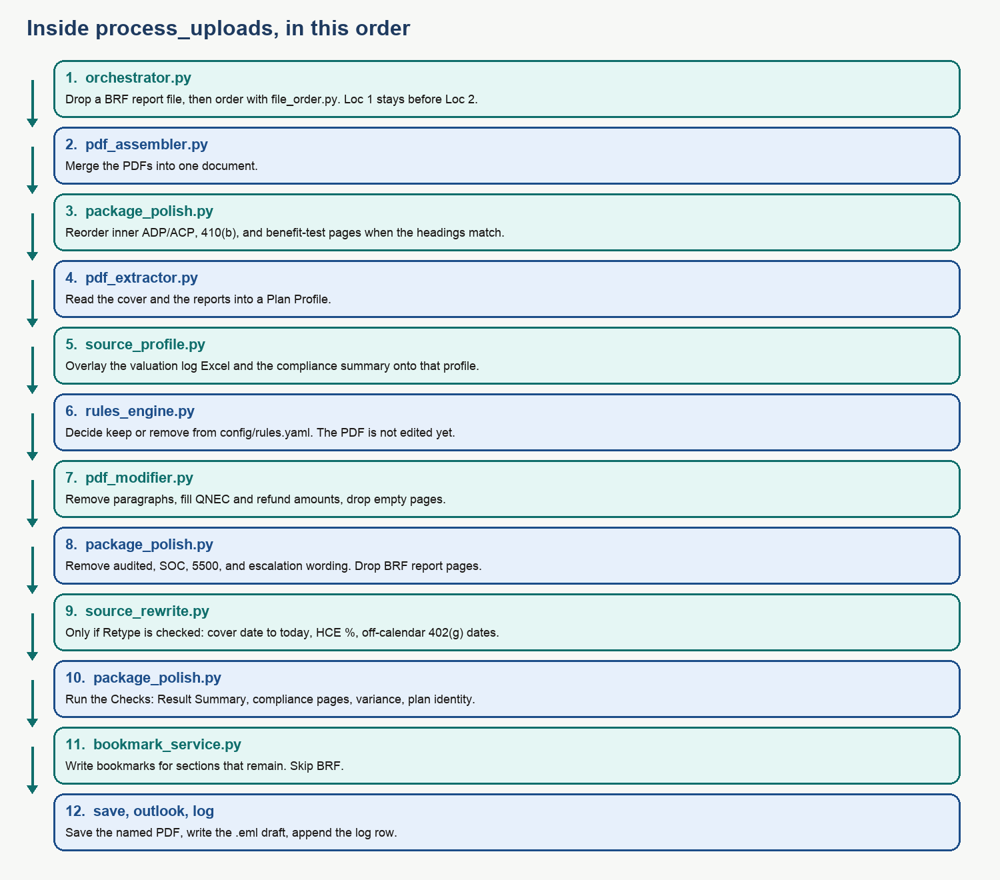 Inside process_uploads, in this order
1. orchestrator.py
Drop a BRF report file, then order with file_order.py. Loc 1 stays before Loc 2.
2. pdf_assembler.py
Merge the PDFs into one document.
3. package_polish.py
Reorder inner ADP/ACP, 410(b), and benefit-test pages when the headings match.
4. pdf_extractor.py
Read the cover and the reports into a Plan Profile.
5. source_profile.py
Overlay the valuation log Excel and the compliance summary onto that profile.
6. rules_engine.py
Decide keep or remove from config/rules.yaml. The PDF is not edited yet.
7. pdf_modifier.py
Remove paragraphs, fill QNEC and refund amounts, drop empty pages.
8. package_polish.py
Remove audited, SOC, 5500, and escalation wording. Drop BRF report pages.
9. source_rewrite.py
Only if Retype is checked: cover date to today, HCE %, off-calendar 402(g) dates.
10. package_polish.py
Run the Checks: Result Summary, compliance pages, variance, plan identity.
11. bookmark_service.py
Write bookmarks for sections that remain. Skip BRF.
12. save, outlook, log
Save the named PDF, write the .eml draft, append the log row.